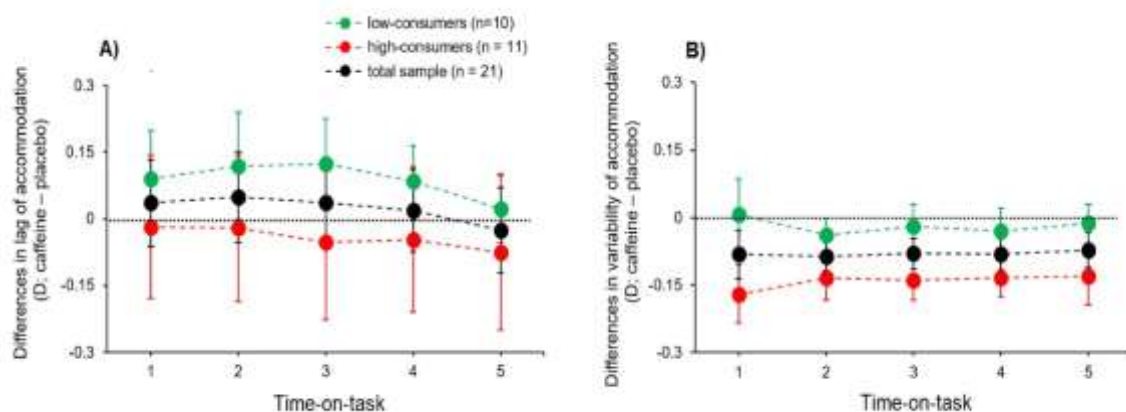 low-consumers (n=10)
high-consumers (n = 11)
total sample (n = 21)
A)
Differences in lag of accommodation
(D; caffeine – placebo)
0.3
0.15
0
-0.15
-0.3
1 2 3 4 5
Time-on-task
B)
Differences in variability of accommodation
(D; caffeine – placebo)
0.3
0.15
0
-0.15
-0.3
1 2 3 4 5
Time-on-task